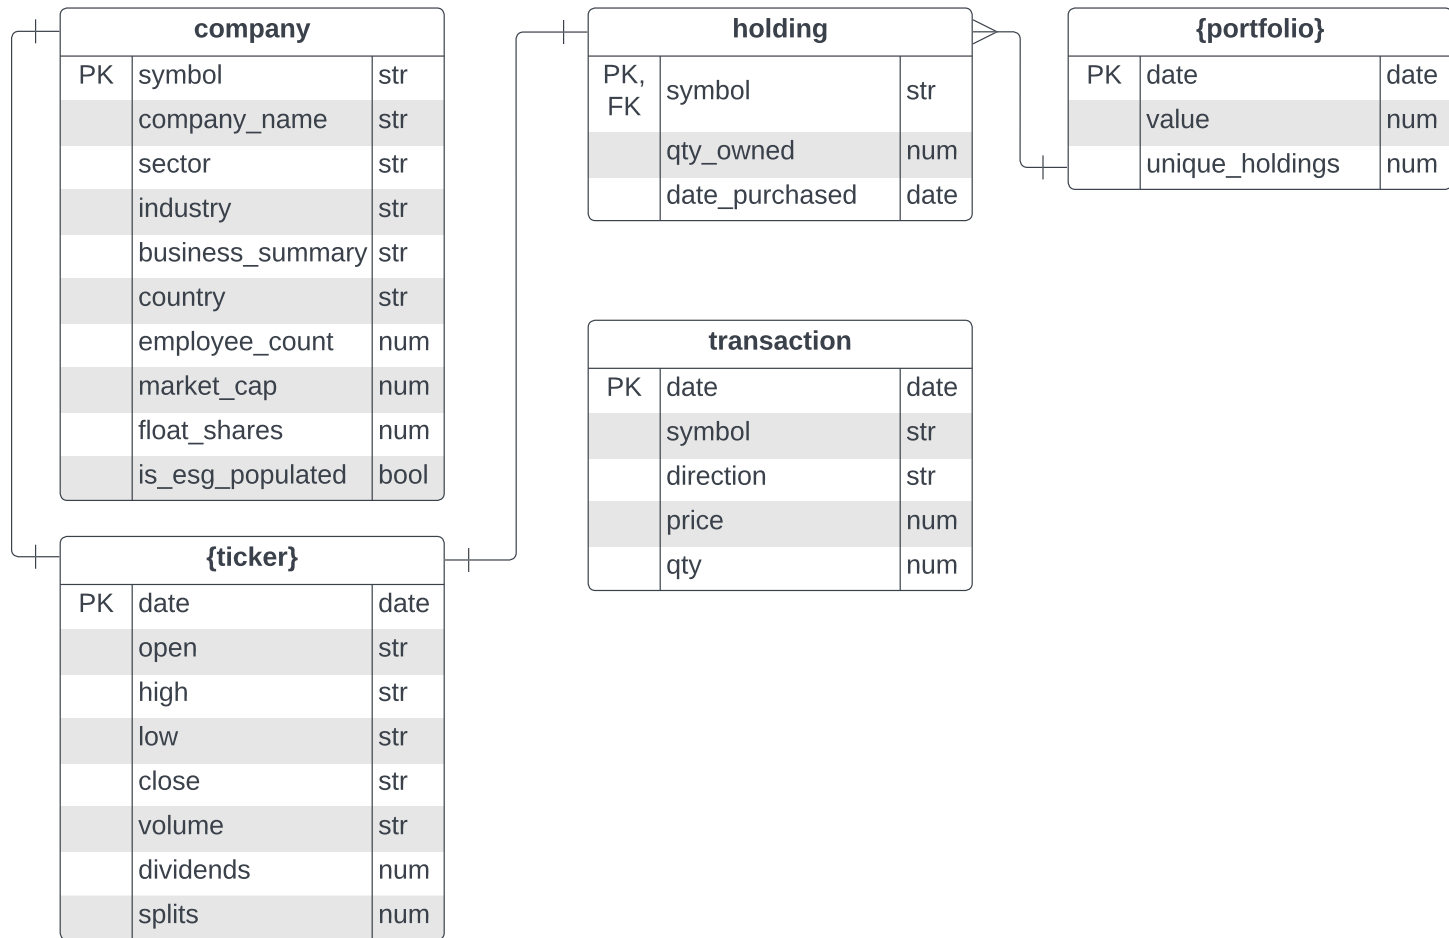 company
PK symbol str
company_name str
sector str
industry str
business_summary str
country str
employee_count num
market_cap num
float_shares num
is_esg_populated bool
{ticker}
PK date date
open str
high str
low str
close str
volume str
dividends num
splits num
holding
PK,
FK symbol str
qty_owned num
date_purchased date
transaction
PK date date
symbol str
direction str
price num
qty num
{portfolio}
PK date date
value num
unique_holdings num